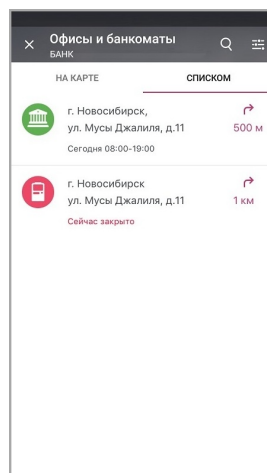 Офисы и банкоматы
БАНК
НА КАРТЕ
СПИСКОМ
г. Новосибирск,
ул. Мусы Джалиля, д.11
500 м
Сегодня 08:00-19:00
г. Новосибирск
ул. Мусы Джалиля, д.11
1 км
Сейчас закрыто